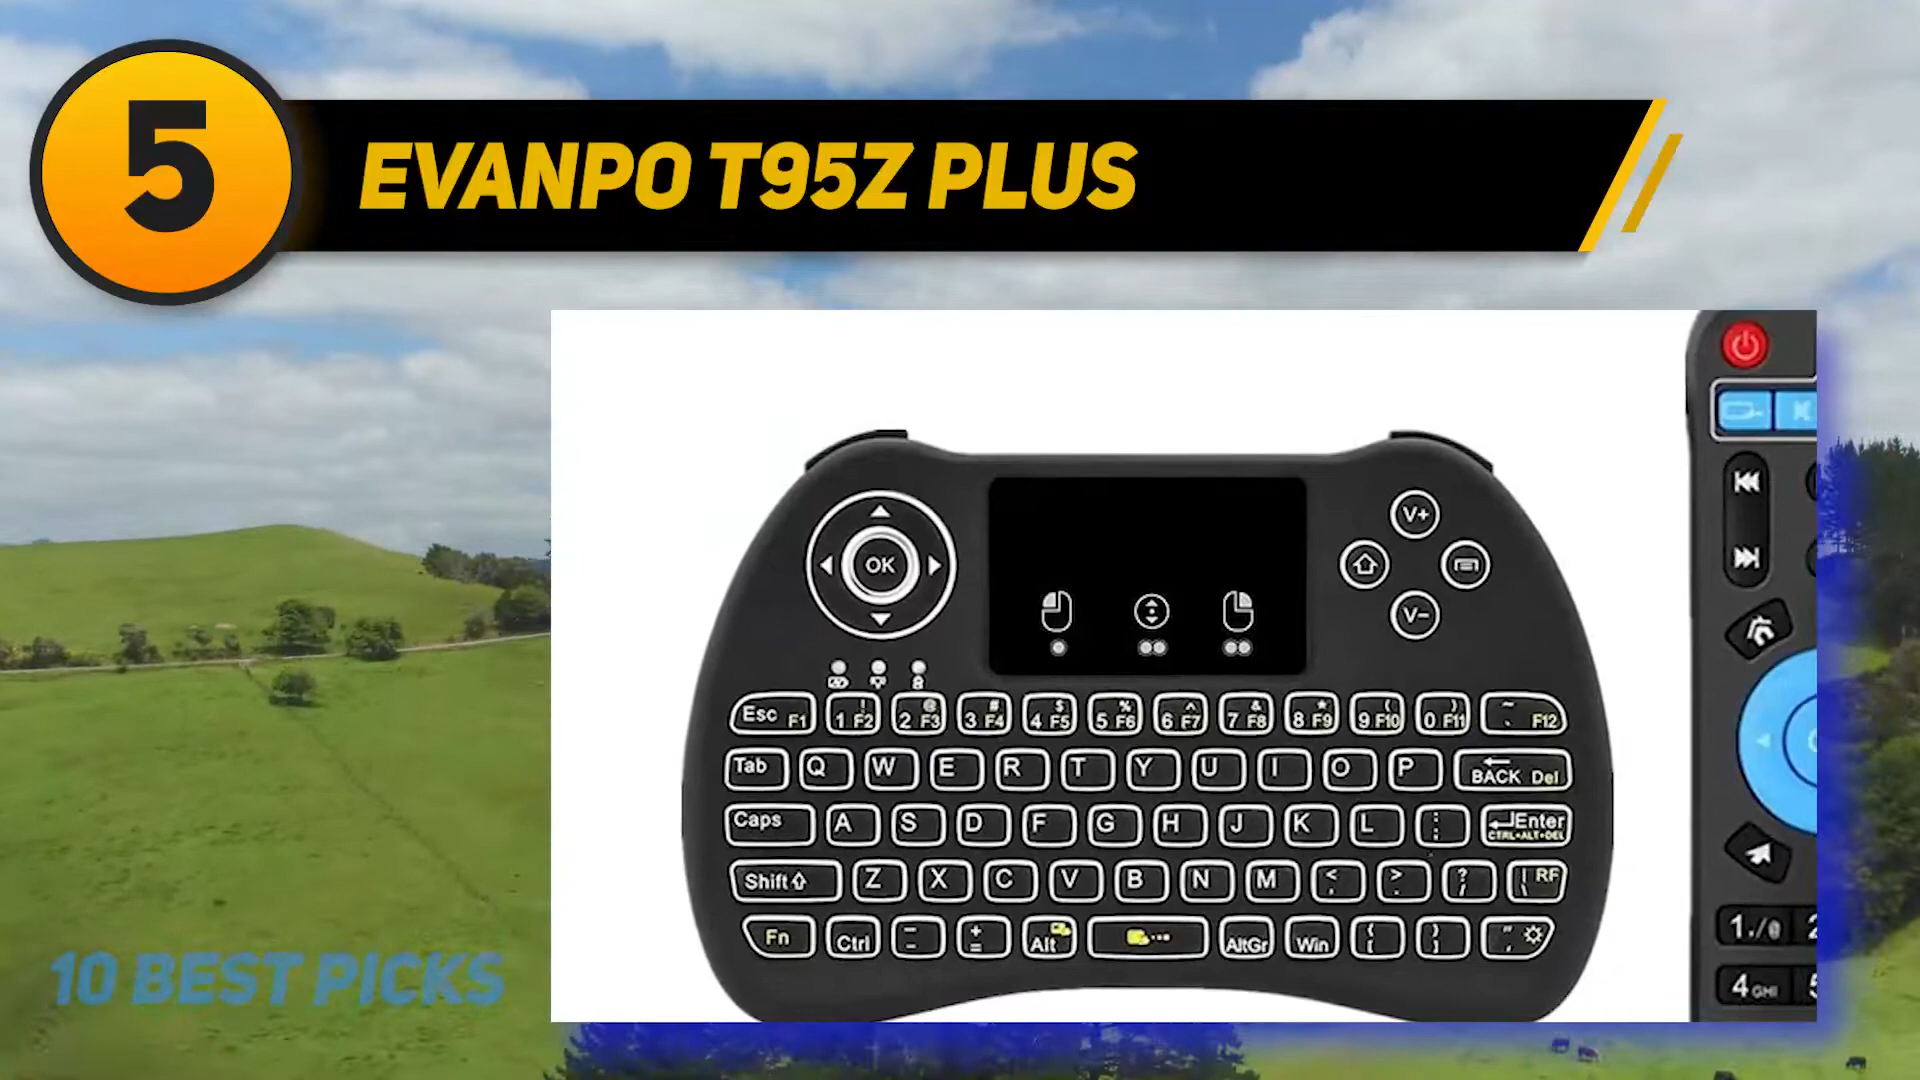 5
EVANPO T95Z PLUS
OK
V+
V-
Esc F1 1 ! F2 2 @ F3 3 # F4 4 $ F5 5 % F6 6 ^ F7 7 & F8 8 * F9 9 ( F10 0 ) F11 ~ ` F12
Tab Q W E R T Y U I O P BACK Del
Caps A S D F G H J K L : ; Enter
CTRL+ALT+DEL
Shift Z X C V B N M < , > . ? / | \ RF
Fn Ctrl _ - + = Alt AltGr Win { [ } ] " ,
1./@ 2
4 GHI 5
10 BEST PICKS